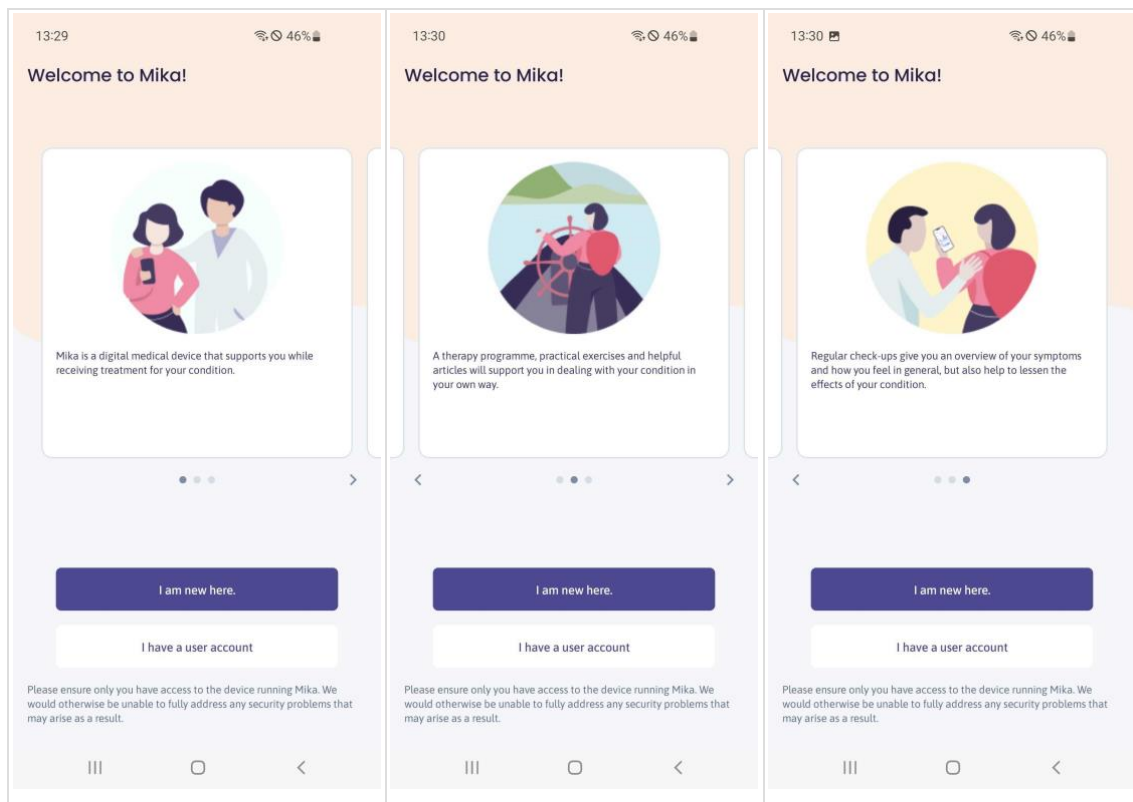 13:29
46%
Welcome to Mika!
Mika is a digital medical device that supports you while
receiving treatment for your condition.
I am new here.
I have a user account
Please ensure only you have access to the device running Mika. We
would otherwise be unable to fully address any security problems that
may arise as a result.
13:30
46%
Welcome to Mika!
A therapy programme, practical exercises and helpful
articles will support you in dealing with your condition in
your own way.
I am new here.
I have a user account
Please ensure only you have access to the device running Mika. We
would otherwise be unable to fully address any security problems that
may arise as a result.
13:30
46%
Welcome to Mika!
Regular check-ups give you an overview of your symptoms
and how you feel in general, but also help to lessen the
effects of your condition.
I am new here.
I have a user account
Please ensure only you have access to the device running Mika. We
would otherwise be unable to fully address any security problems that
may arise as a result.